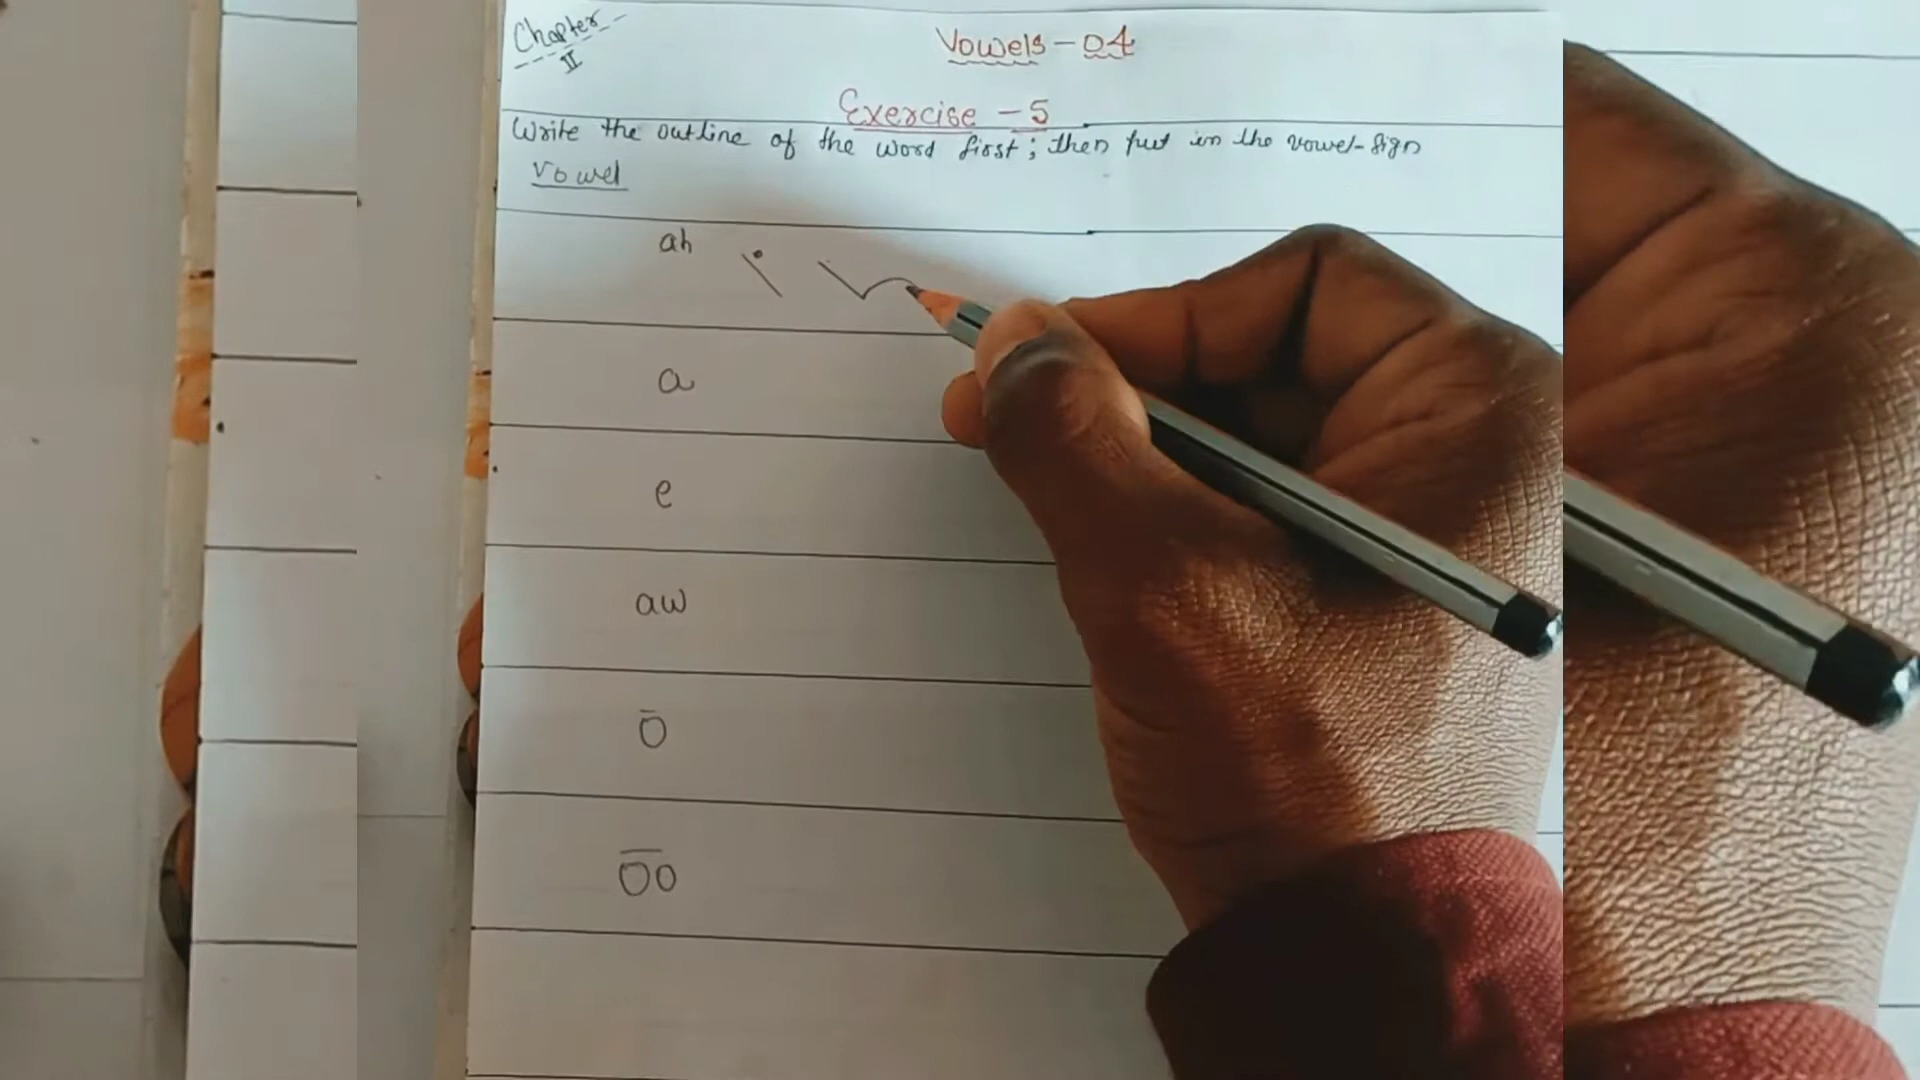 Chapter
II
Vowels - 04
Exercise - 5
Write the outline of the word first; then put in the vowel-sign
Vowel
ah
a
e
aw
ō
o͞o